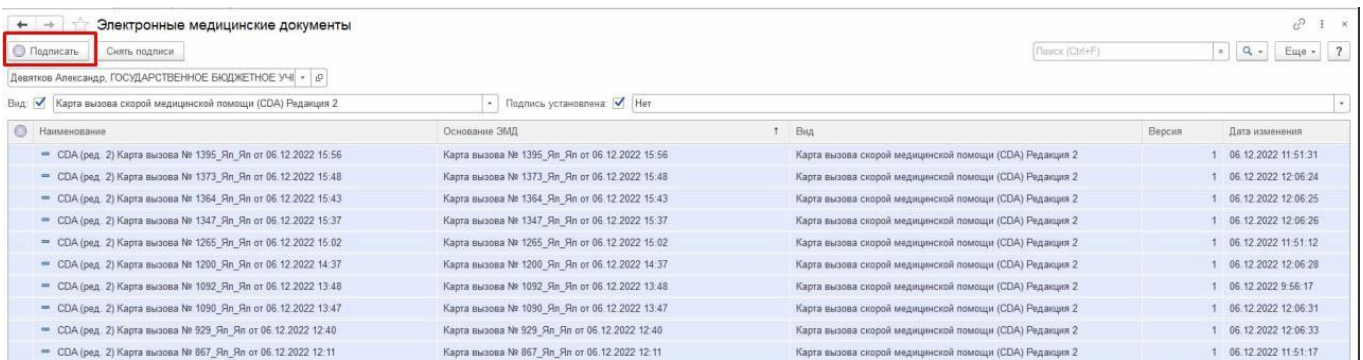 Электронные медицинские документы
Подписать Снять подписи Поиск (Ctrl+F) × Еще ?
Девятков Александр, ГОСУДАРСТВЕННОЕ БЮДЖЕТНОЕ УЧ
Вид: Карта вызова скорой медицинской помощи (CDA) Редакция 2 Подпись установлена: Нет
Наименование Основание ЭМД ↑ Вид Версия Дата изменения
CDA (ред. 2) Карта вызова № 1395_Яп_Яп от 06.12.2022 15:56 Карта вызова № 1395_Яп_Яп от 06.12.2022 15:56 Карта вызова скорой медицинской помощи (CDA) Редакция 2 1 06.12.2022 11:51:31
CDA (ред. 2) Карта вызова № 1373_Яп_Яп от 06.12.2022 15:48 Карта вызова № 1373_Яп_Яп от 06.12.2022 15:48 Карта вызова скорой медицинской помощи (CDA) Редакция 2 1 06.12.2022 12:06:24
CDA (ред. 2) Карта вызова № 1364_Яп_Яп от 06.12.2022 15:43 Карта вызова № 1364_Яп_Яп от 06.12.2022 15:43 Карта вызова скорой медицинской помощи (CDA) Редакция 2 1 06.12.2022 12:06:25
CDA (ред. 2) Карта вызова № 1347_Яп_Яп от 06.12.2022 15:37 Карта вызова № 1347_Яп_Яп от 06.12.2022 15:37 Карта вызова скорой медицинской помощи (CDA) Редакция 2 1 06.12.2022 12:06:26
CDA (ред. 2) Карта вызова № 1265_Яп_Яп от 06.12.2022 15:02 Карта вызова № 1265_Яп_Яп от 06.12.2022 15:02 Карта вызова скорой медицинской помощи (CDA) Редакция 2 1 06.12.2022 11:51:12
CDA (ред. 2) Карта вызова № 1200_Яп_Яп от 06.12.2022 14:37 Карта вызова № 1200_Яп_Яп от 06.12.2022 14:37 Карта вызова скорой медицинской помощи (CDA) Редакция 2 1 06.12.2022 12:06:28
CDA (ред. 2) Карта вызова № 1092_Яп_Яп от 06.12.2022 13:48 Карта вызова № 1092_Яп_Яп от 06.12.2022 13:48 Карта вызова скорой медицинской помощи (CDA) Редакция 2 1 06.12.2022 9:56:17
CDA (ред. 2) Карта вызова № 1090_Яп_Яп от 06.12.2022 13:47 Карта вызова № 1090_Яп_Яп от 06.12.2022 13:47 Карта вызова скорой медицинской помощи (CDA) Редакция 2 1 06.12.2022 12:06:31
CDA (ред. 2) Карта вызова № 929_Яп_Яп от 06.12.2022 12:40 Карта вызова № 929_Яп_Яп от 06.12.2022 12:40 Карта вызова скорой медицинской помощи (CDA) Редакция 2 1 06.12.2022 12:06:33
CDA (ред. 2) Карта вызова № 867_Яп_Яп от 06.12.2022 12:11 Карта вызова № 867_Яп_Яп от 06.12.2022 12:11 Карта вызова скорой медицинской помощи (CDA) Редакция 2 1 06.12.2022 11:51:17